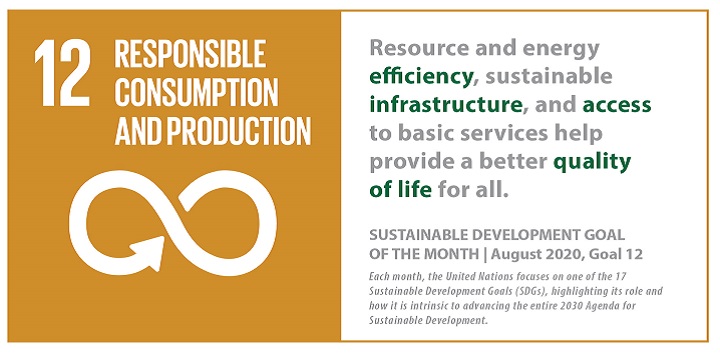 12 RESPONSIBLE
CONSUMPTION
AND PRODUCTION
Resource and energy
efficiency, sustainable
infrastructure, and access
to basic services help
provide a better quality
of life for all.
SUSTAINABLE DEVELOPMENT GOAL
OF THE MONTH | August 2020, Goal 12
Each month, the United Nations focuses on one of the 17
Sustainable Development Goals (SDGs), highlighting its role and
how it is intrinsic to advancing the entire 2030 Agenda for
Sustainable Development.